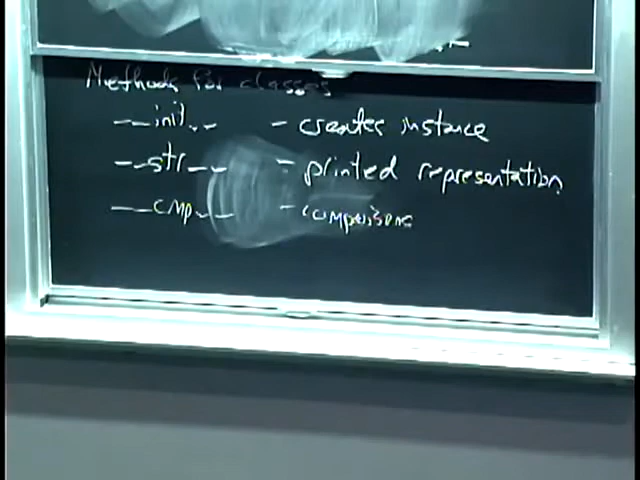 Methods for classes
__init__ - creates instance
__str__ - printed representation
__cmp__ - comparisons